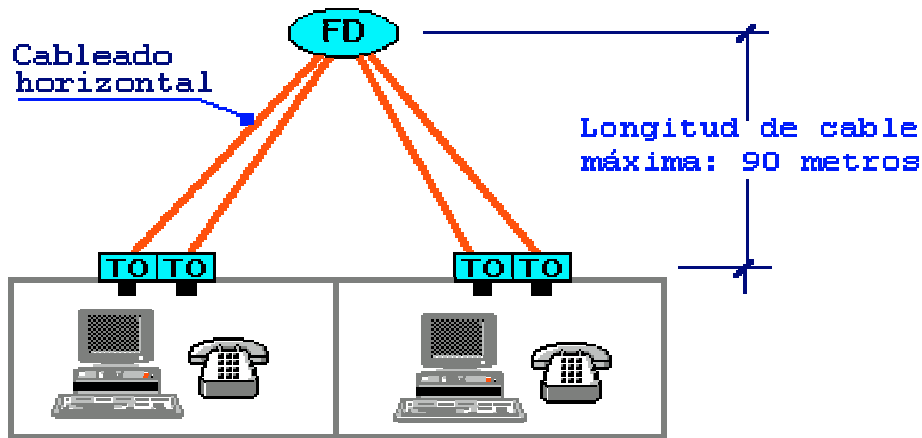 FD
Cableado
horizontal
Longitud de cable
máxima: 90 metros
TO TO TO TO